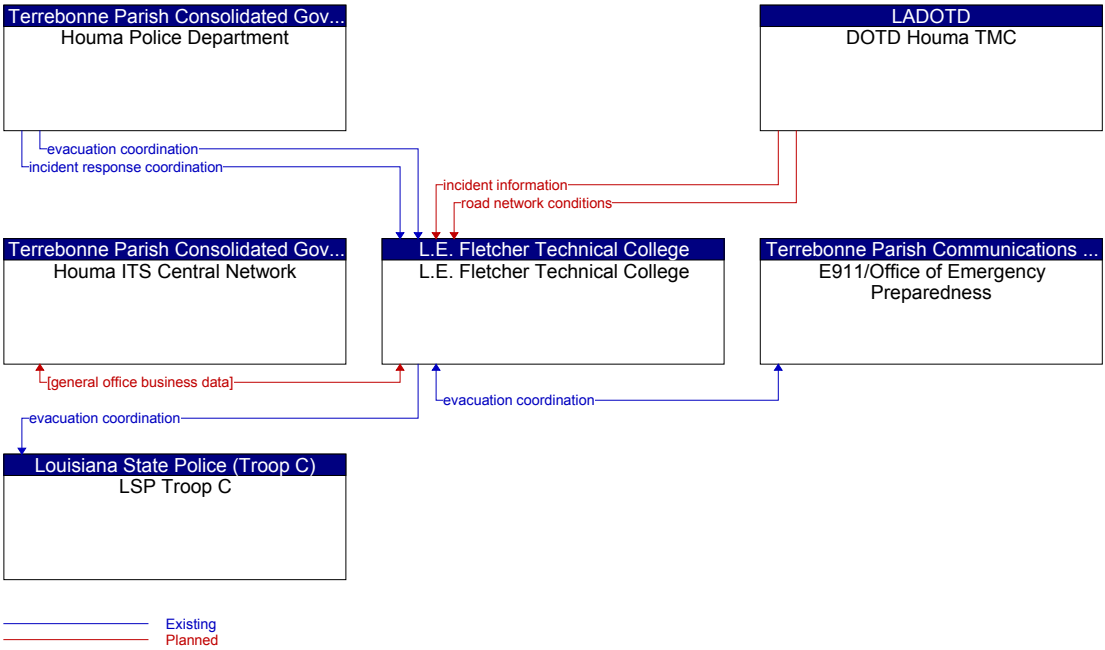 Terrebonne Parish Consolidated Gov...
Houma Police Department
LADOTD
DOTD Houma TMC
evacuation coordination
incident response coordination
incident information
road network conditions
Terrebonne Parish Consolidated Gov...
Houma ITS Central Network
L.E. Fletcher Technical College
L.E. Fletcher Technical College
Terrebonne Parish Communications ...
E911/Office of Emergency
Preparedness
[general office business data]
evacuation coordination
evacuation coordination
Louisiana State Police (Troop C)
LSP Troop C
Existing
Planned